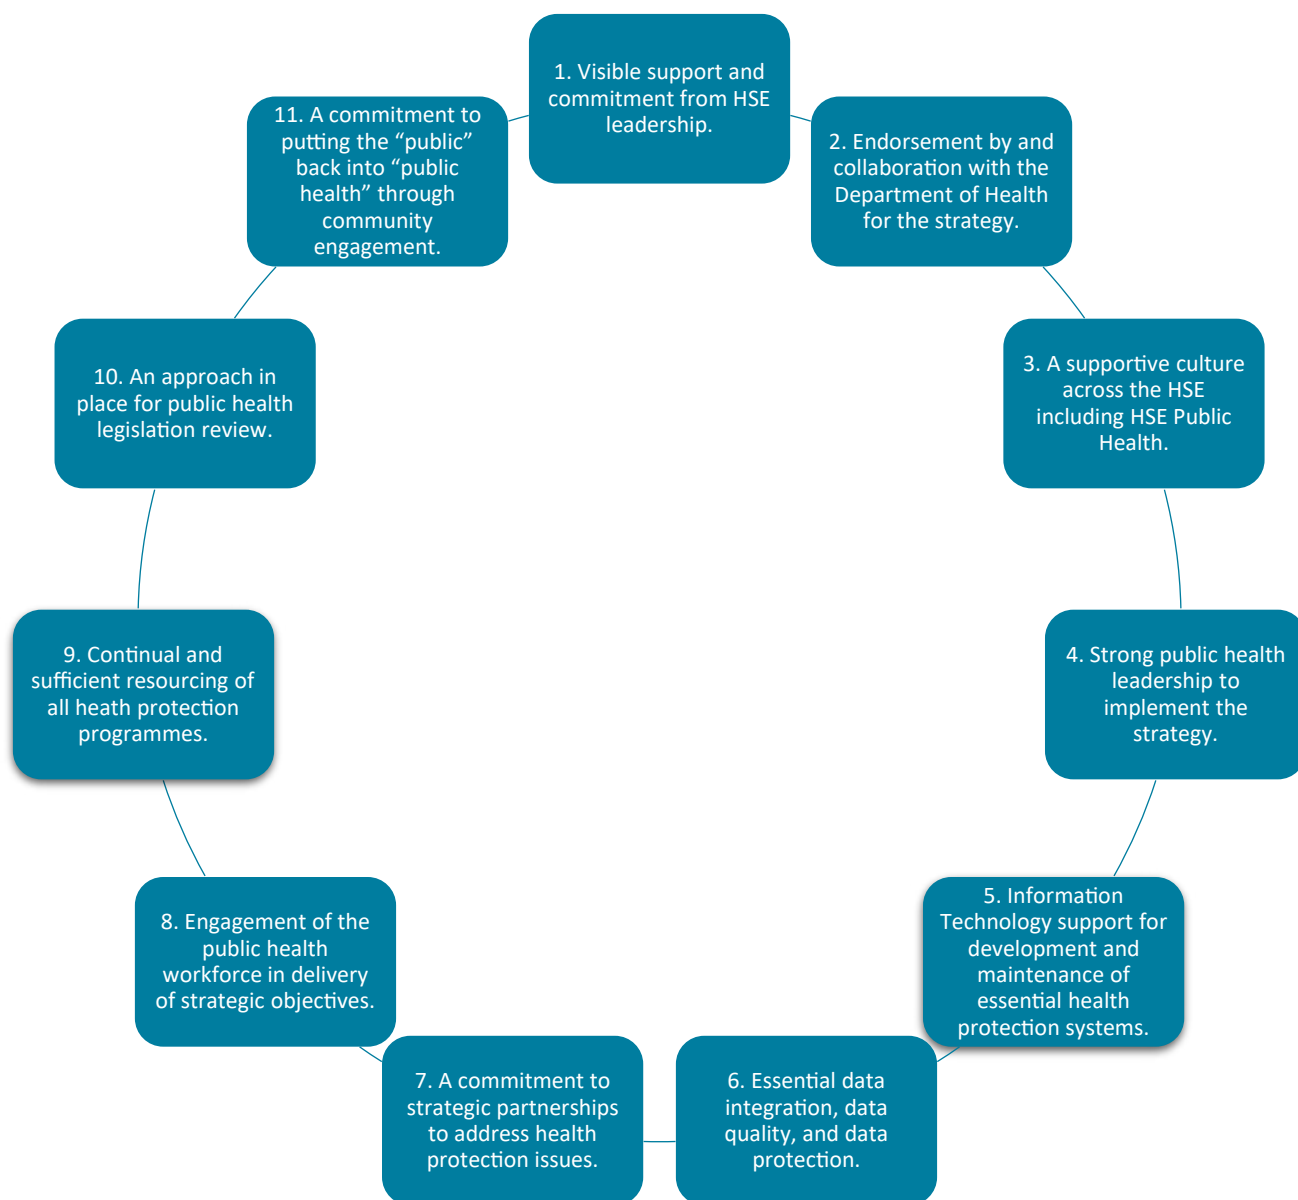 1. Visible support and
commitment from HSE
leadership.
2. Endorsement by and
collaboration with the
Department of Health
for the strategy.
3. A supportive culture
across the HSE
including HSE Public
Health.
4. Strong public health
leadership to
implement the
strategy.
5. Information
Technology support for
development and
maintenance of
essential health
protection systems.
6. Essential data
integration, data
quality, and data
protection.
7. A commitment to
strategic partnerships
to address health
protection issues.
8. Engagement of the
public health
workforce in delivery
of strategic objectives.
9. Continual and
sufficient resourcing of
all heath protection
programmes.
10. An approach in
place for public health
legislation review.
11. A commitment to
putting the “public”
back into “public
health” through
community
engagement.